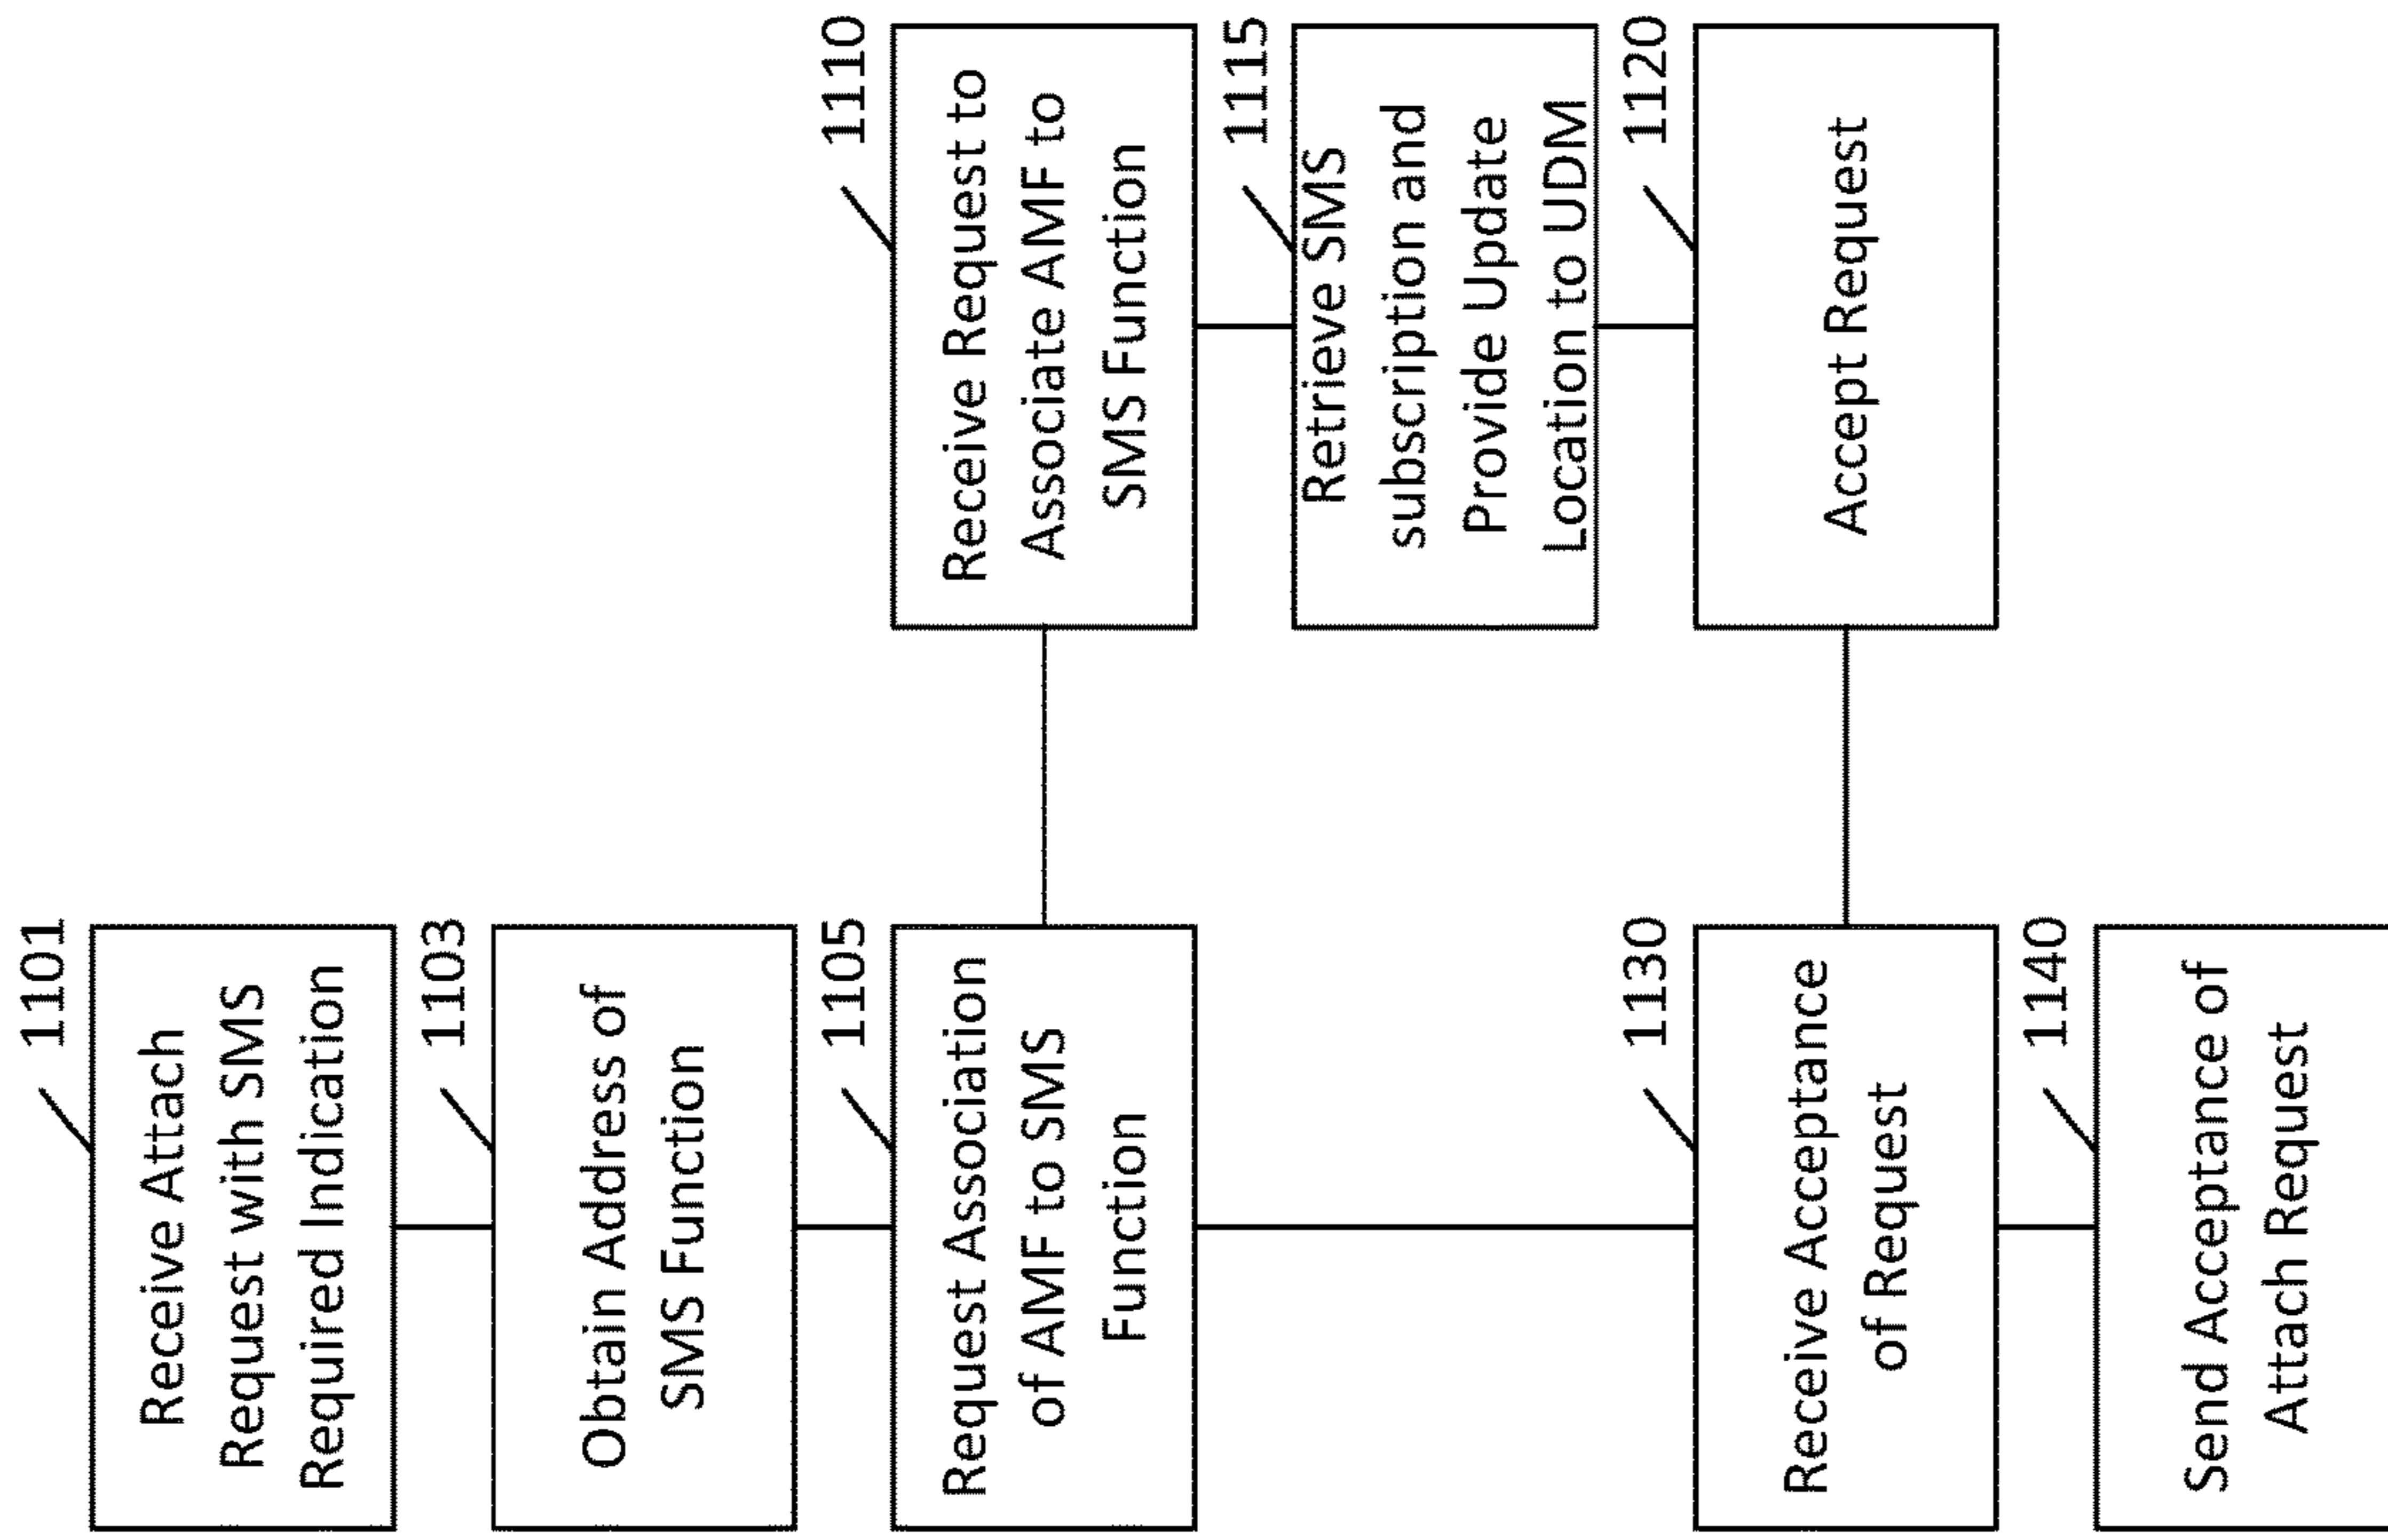 1101
Receive Attach
Request with SMS
Required Indication
1103
Obtain Address of
SMS Function
1105
Request Association
of AMF to SMS
Function
1110
Receive Request to
Associate AMF to
SMS Function
1115
Retrieve SMS
subscription and
Provide Update
Location to UDM
1120
Accept Request
1130
Receive Acceptance
of Request
1140
Send Acceptance of
Attach Request